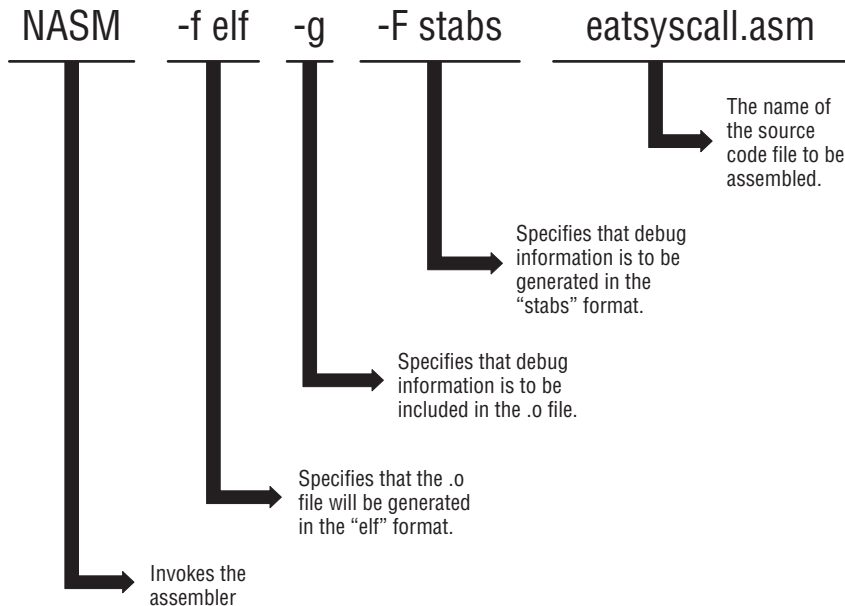 NASM -f elf -g -F stabs eatsyscall.asm
The name of
the source
code file to be
assembled.
Specifies that debug
information is to be
generated in the
“stabs” format.
Specifies that debug
information is to be
included in the .o file.
Specifies that the .o
file will be generated
in the “elf” format.
Invokes the
assembler